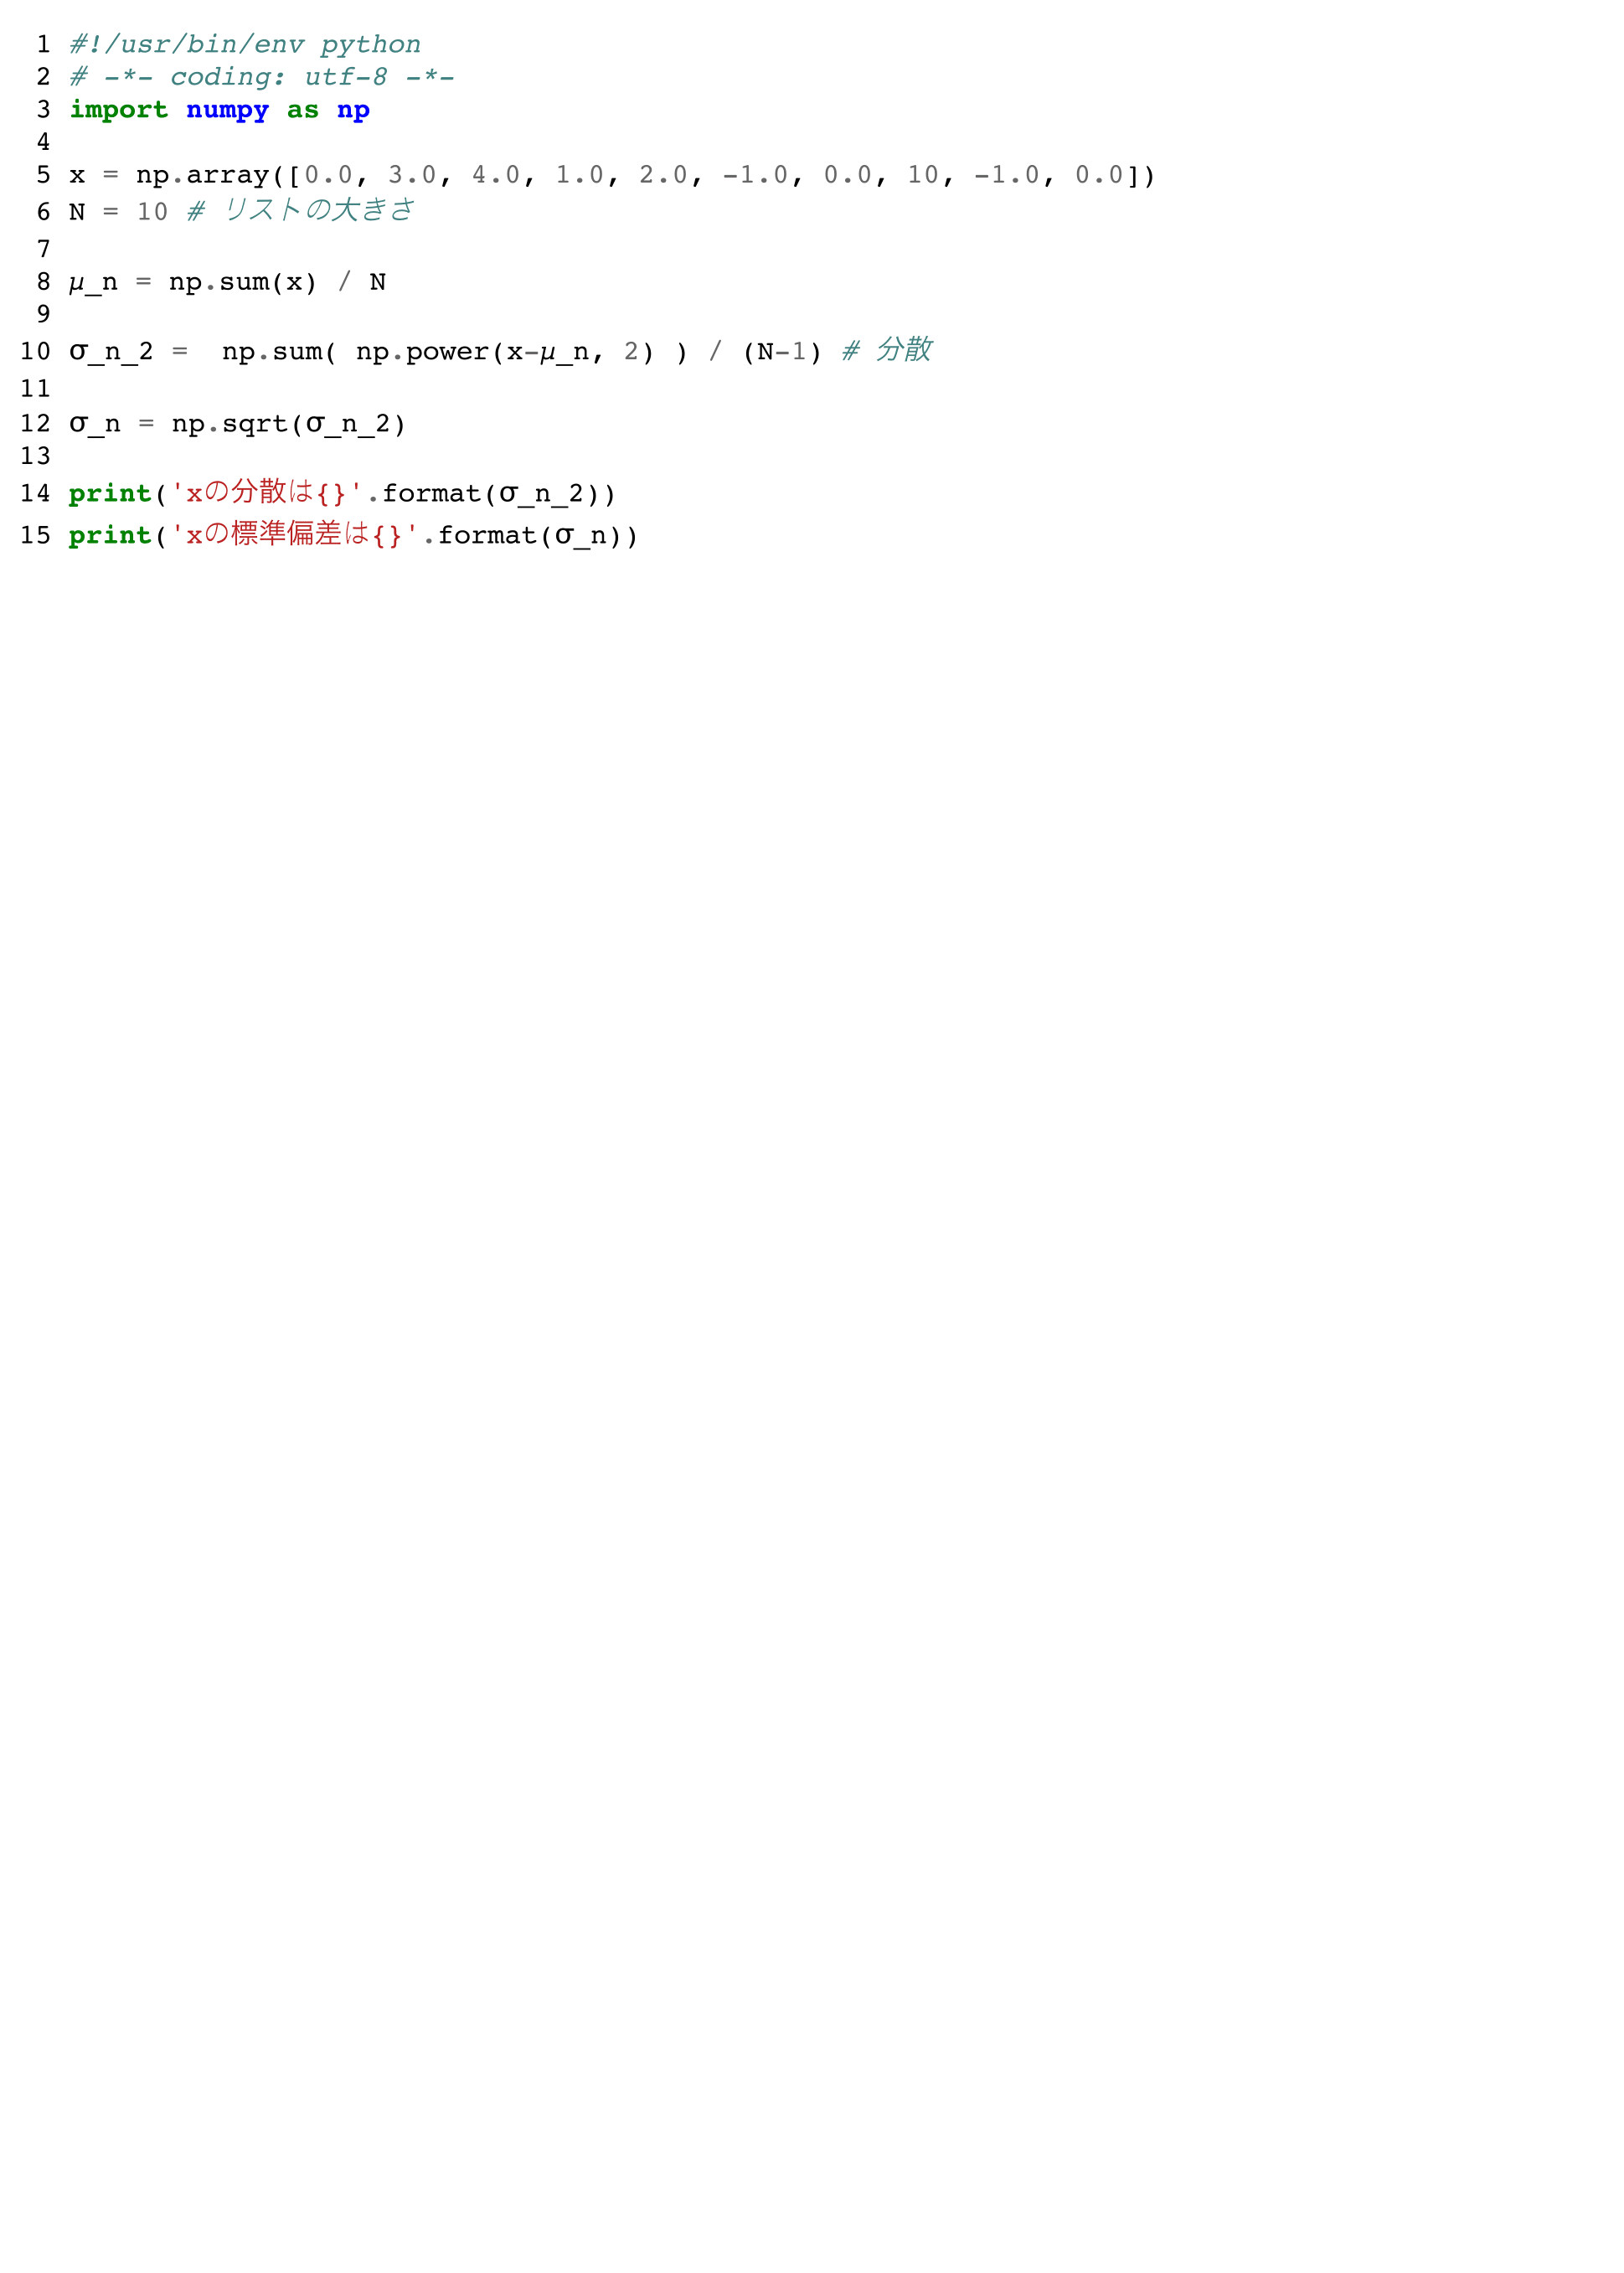 1 #!/usr/bin/env python
2 # -*- coding: utf-8 -*-
3 import numpy as np
4
5 x = np.array([0.0, 3.0, 4.0, 1.0, 2.0, -1.0, 0.0, 10, -1.0, 0.0])
6 N = 10 # リストの大きさ
7
8 μ_n = np.sum(x) / N
9
10 σ_n_2 =  np.sum( np.power(x-μ_n, 2) ) / (N-1) # 分散
11
12 σ_n = np.sqrt(σ_n_2)
13
14 print('xの分散は{}'.format(σ_n_2))
15 print('xの標準偏差は{}'.format(σ_n))